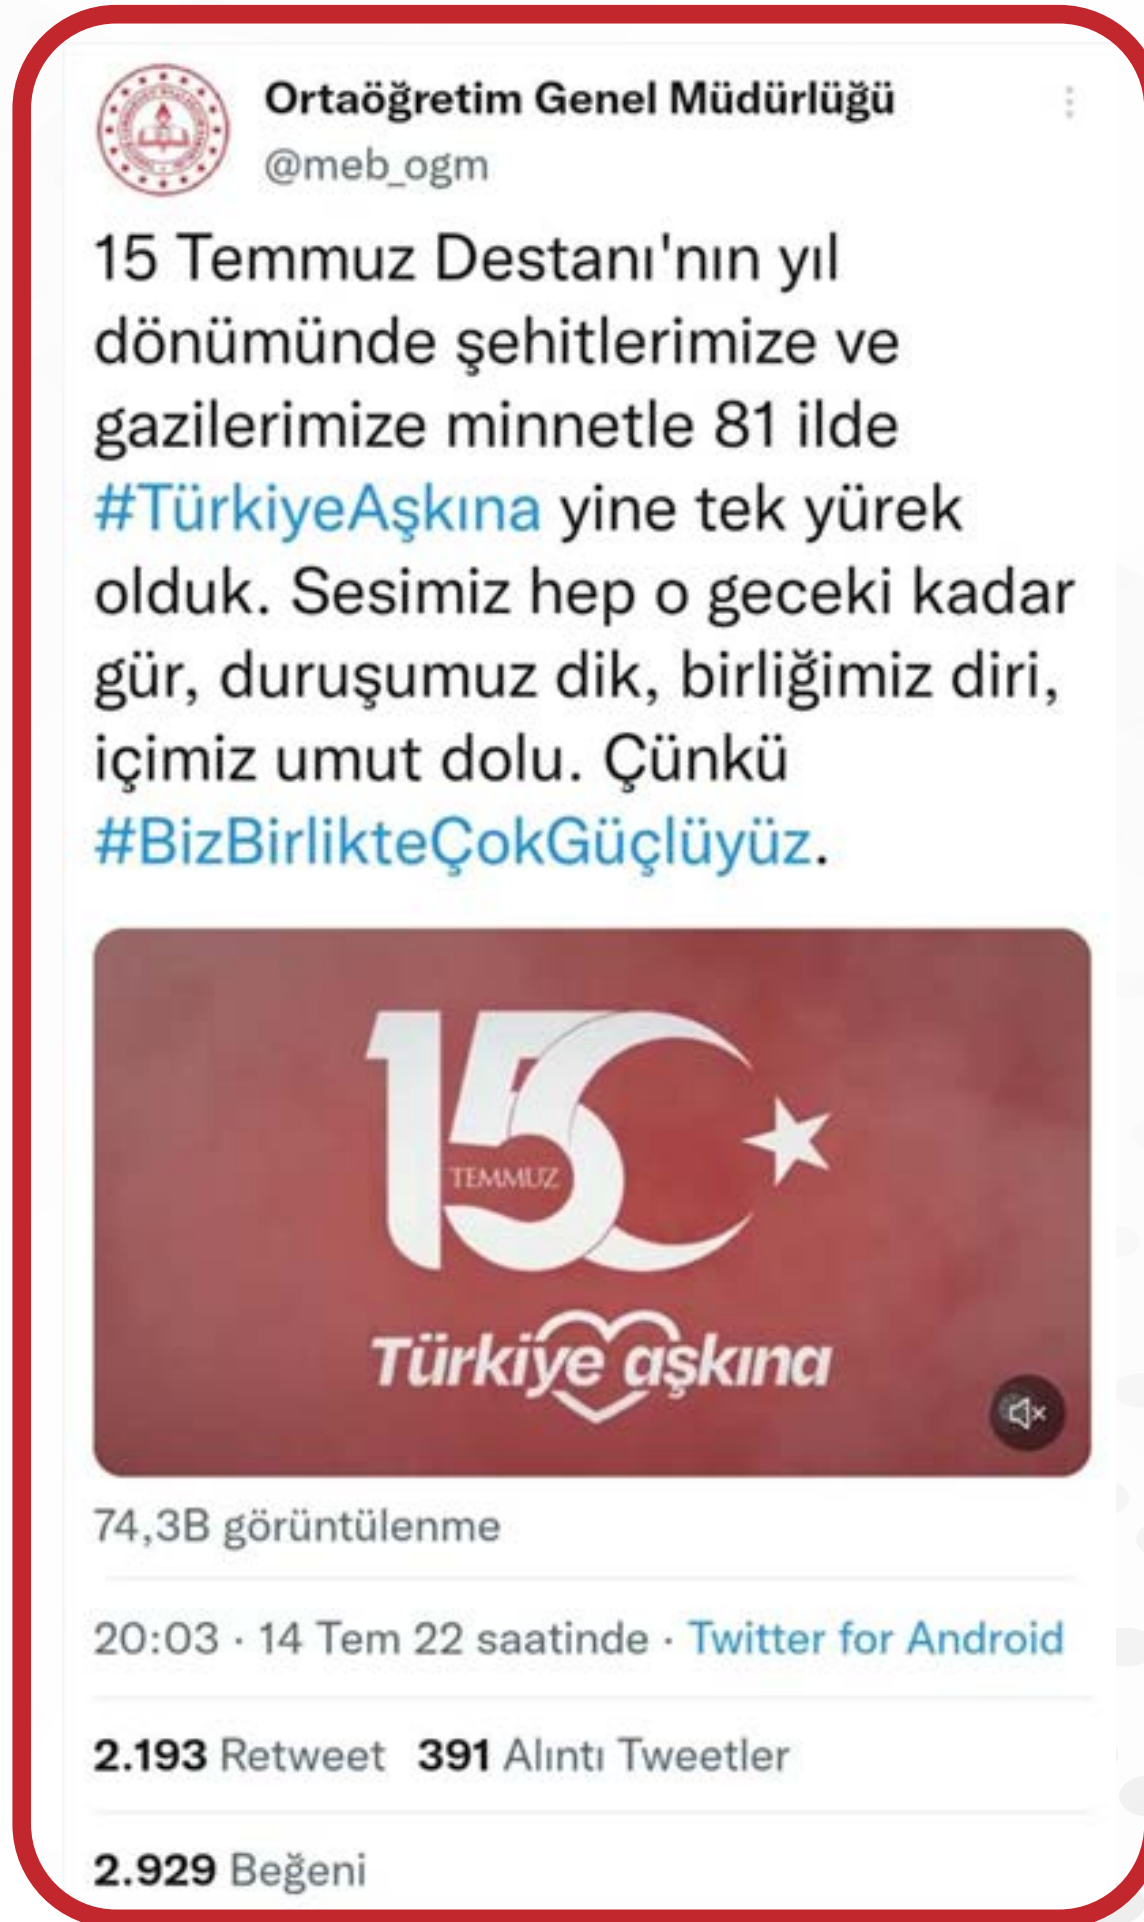 Ortaöğretim Genel Müdürlüğü
@meb_ogm
15 Temmuz Destanı'nın yıl
dönümünde şehitlerimize ve
gazilerimize minnetle 81 ilde
#TürkiyeAşkına yine tek yürek
olduk. Sesimiz hep o geceki kadar
gür, duruşumuz dik, birliğimiz diri,
içimiz umut dolu. Çünkü
#BizBirlikteÇokGüçlüyüz.
15
TEMMUZ
Türkiye aşkına
74,3B görüntülenme
20:03 · 14 Tem 22 saatinde · Twitter for Android
2.193 Retweet 391 Alıntı Tweetler
2.929 Beğeni